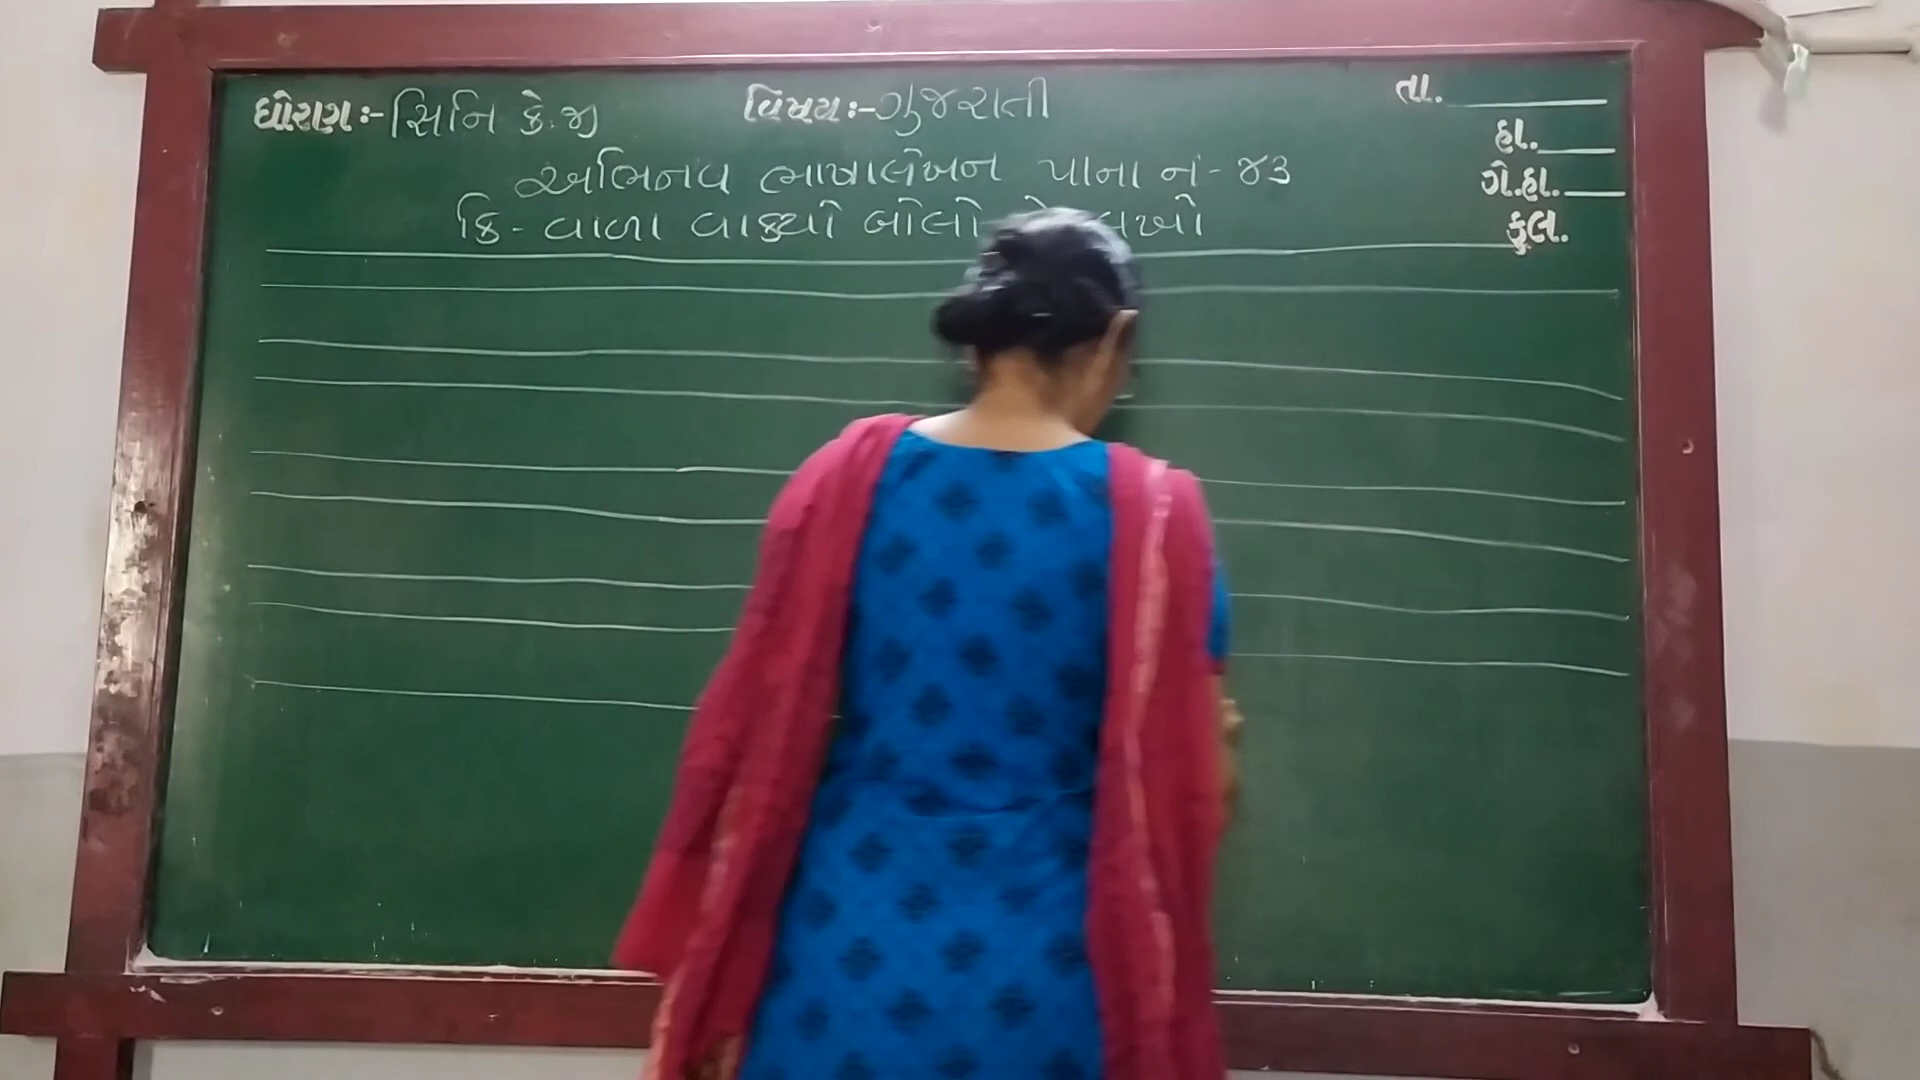 ધોરણ:- સિનિ કે.જી વિષય:- ગુજરાતી તા.
હા.
અભિનવ ભાષાલેખન પાના નં - ૪૩ ગે.હા.
કિ - વાળા વાક્યો બોલો કુલ.